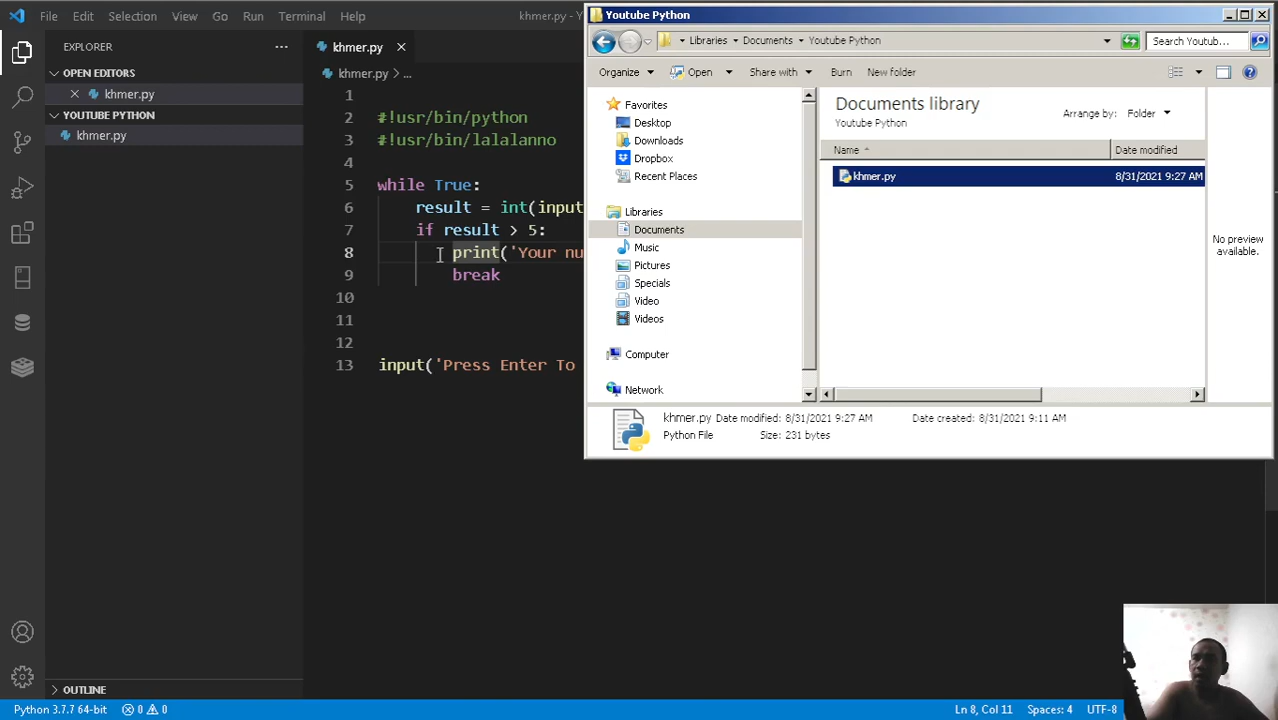 File Edit Selection View Go Run Terminal Help khmer.py - Y
EXPLORER
OPEN EDITORS
khmer.py
YOUTUBE PYTHON
khmer.py
OUTLINE
khmer.py
khmer.py > ...
1
2 #!usr/bin/python
3 #!usr/bin/lalalanno
4
5 while True:
6 result = int(input
7 if result > 5:
8 print('Your nu
9 break
10
11
12
13 input('Press Enter To
Youtube Python
Libraries Documents Youtube Python
Search Youtub...
Organize Open Share with Burn New folder
Favorites
Desktop
Downloads
Dropbox
Recent Places
Libraries
Documents
Music
Pictures
Specials
Video
Videos
Computer
Network
Documents library
Youtube Python
Arrange by: Folder
Name Date modified
khmer.py 8/31/2021 9:27 AM
No preview
available.
khmer.py Date modified: 8/31/2021 9:27 AM Date created: 8/31/2021 9:11 AM
Python File Size: 231 bytes
Python 3.7.7 64-bit 0 0 Ln 8, Col 11 Spaces: 4 UTF-8